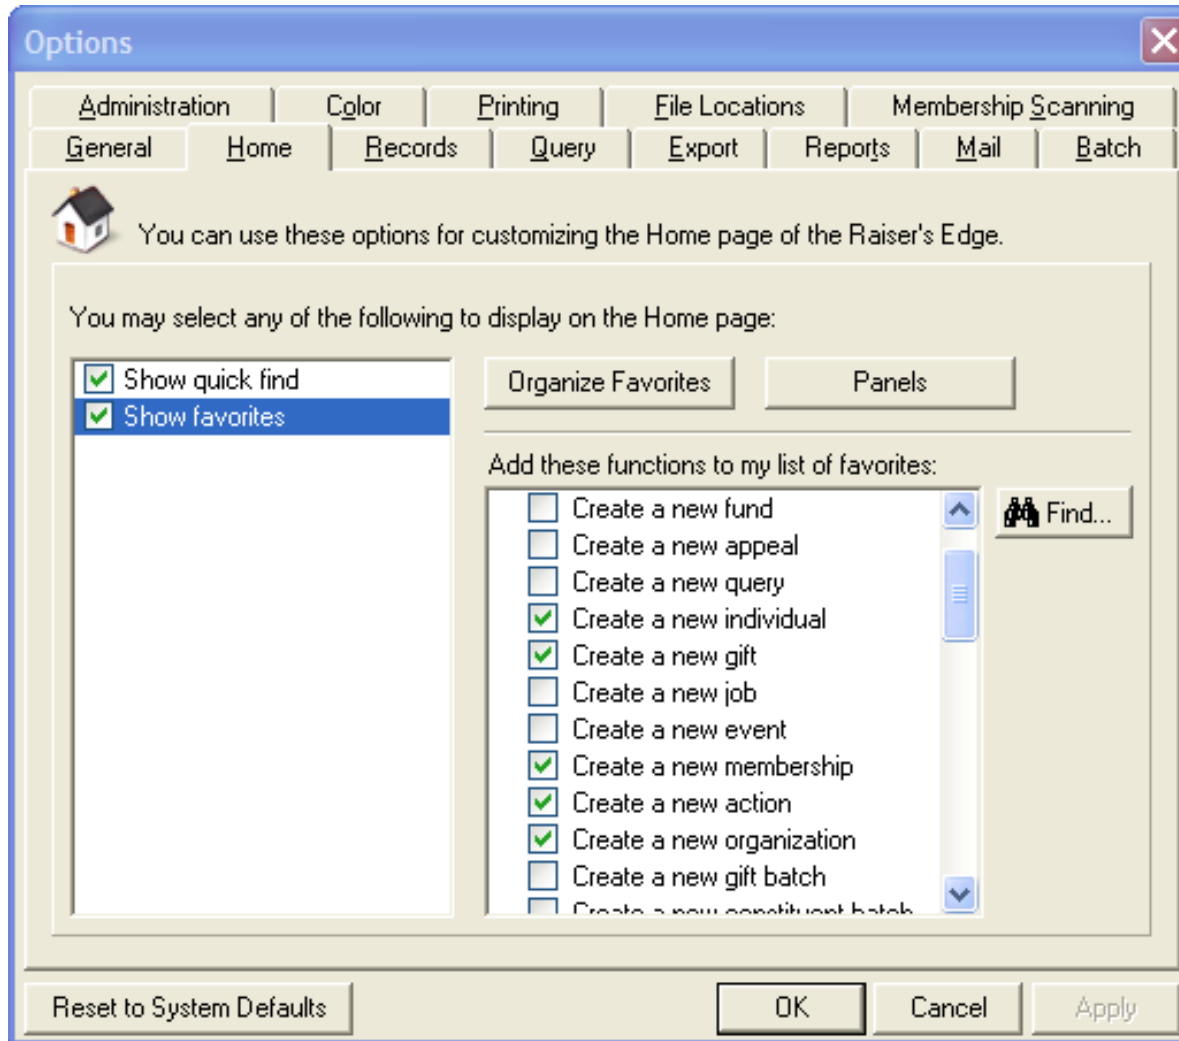 Options
Administration Color Printing File Locations Membership Scanning
General Home Records Query Export Reports Mail Batch
You can use these options for customizing the Home page of the Raiser's Edge.
You may select any of the following to display on the Home page:
Show quick find
Show favorites
Organize Favorites Panels
Add these functions to my list of favorites:
Find...
Create a new fund
Create a new appeal
Create a new query
Create a new individual
Create a new gift
Create a new job
Create a new event
Create a new membership
Create a new action
Create a new organization
Create a new gift batch
Create a new constituent batch
Reset to System Defaults OK Cancel Apply